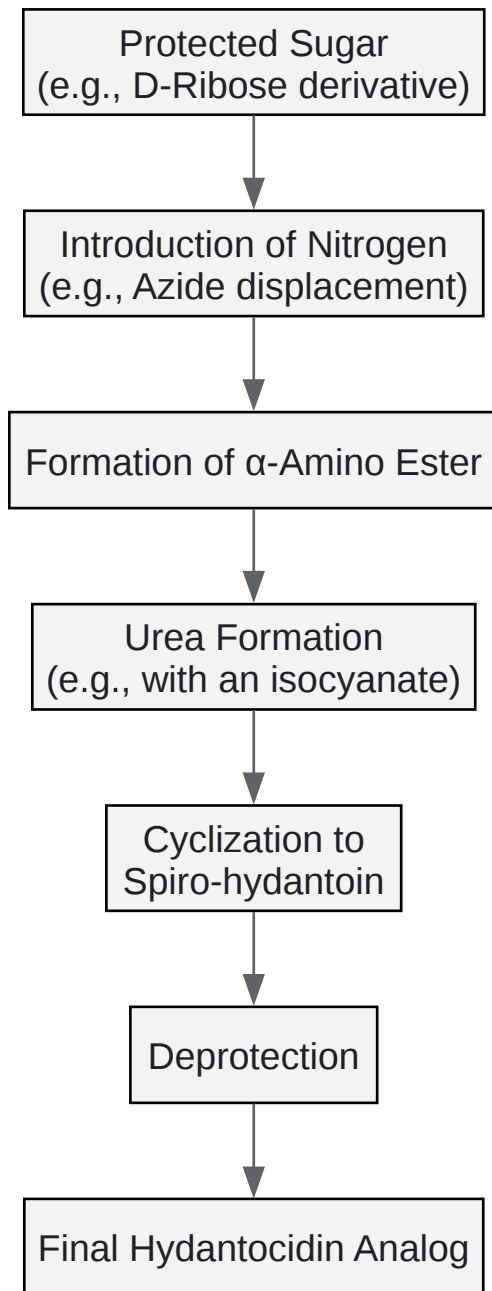 Protected Sugar
(e.g., D-Ribose derivative)
Introduction of Nitrogen
(e.g., Azide displacement)
Formation of α-Amino Ester
Urea Formation
(e.g., with an isocyanate)
Cyclization to
Spiro-hydantoin
Deprotection
Final Hydantocidin Analog